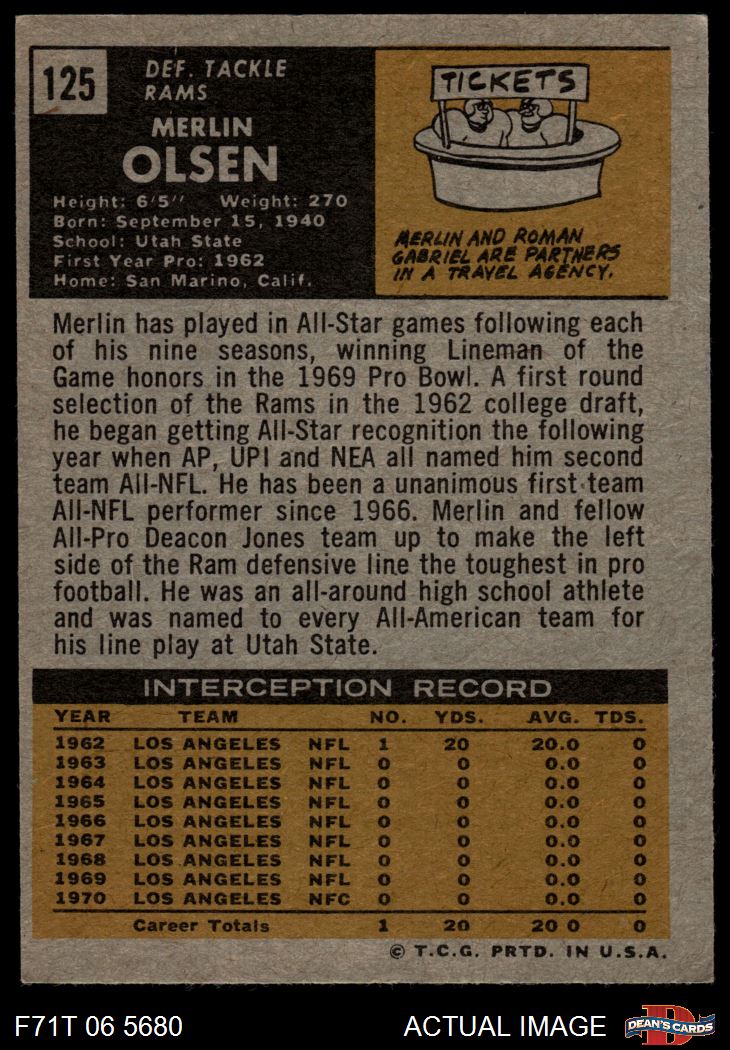 125
DEF. TACKLE
RAMS
MERLIN
OLSEN
Height: 6'5" Weight: 270
Born: September 15, 1940
School: Utah State
First Year Pro: 1962
Home: San Marino, Calif.
TICKETS
MERLIN AND ROMAN
GABRIEL ARE PARTNERS
IN A TRAVEL AGENCY.
Merlin has played in All-Star games following each
of his nine seasons, winning Lineman of the
Game honors in the 1969 Pro Bowl. A first round
selection of the Rams in the 1962 college draft,
he began getting All-Star recognition the following
year when AP, UPI and NEA all named him second
team All-NFL. He has been a unanimous first team
All-NFL performer since 1966. Merlin and fellow
All-Pro Deacon Jones team up to make the left
side of the Ram defensive line the toughest in pro
football. He was an all-around high school athlete
and was named to every All-American team for
his line play at Utah State.
INTERCEPTION RECORD
YEAR TEAM NO. YDS. AVG. TDS.
1962 LOS ANGELES NFL 1 20 20.0 0
1963 LOS ANGELES NFL 0 0 0.0 0
1964 LOS ANGELES NFL 0 0 0.0 0
1965 LOS ANGELES NFL 0 0 0.0 0
1966 LOS ANGELES NFL 0 0 0.0 0
1967 LOS ANGELES NFL 0 0 0.0 0
1968 LOS ANGELES NFL 0 0 0.0 0
1969 LOS ANGELES NFL 0 0 0.0 0
1970 LOS ANGELES NFC 0 0 0.0 0
Career Totals 1 20 20 0 0
© T.C.G. PRTD. IN U.S.A.
F71T 06 5680 ACTUAL IMAGE
D
DEAN'S CARDS